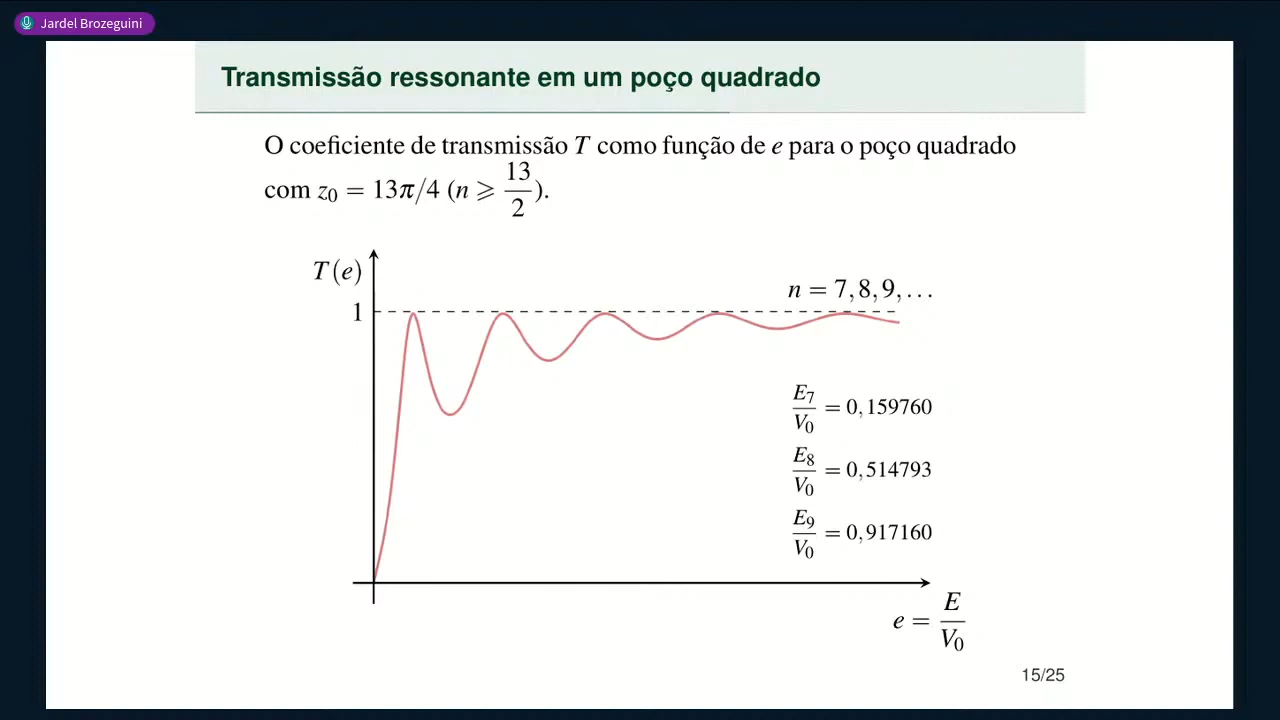 Jardel Brozeguini
Transmissão ressonante em um poço quadrado
O coeficiente de transmissão T como função de e para o poço quadrado
com z₀ = 13π/4 (n ⩾ 13/2).
T(e)
1
n = 7,8,9,...
E₇/V₀ = 0,159760
E₈/V₀ = 0,514793
E₉/V₀ = 0,917160
e = E/V₀
15/25